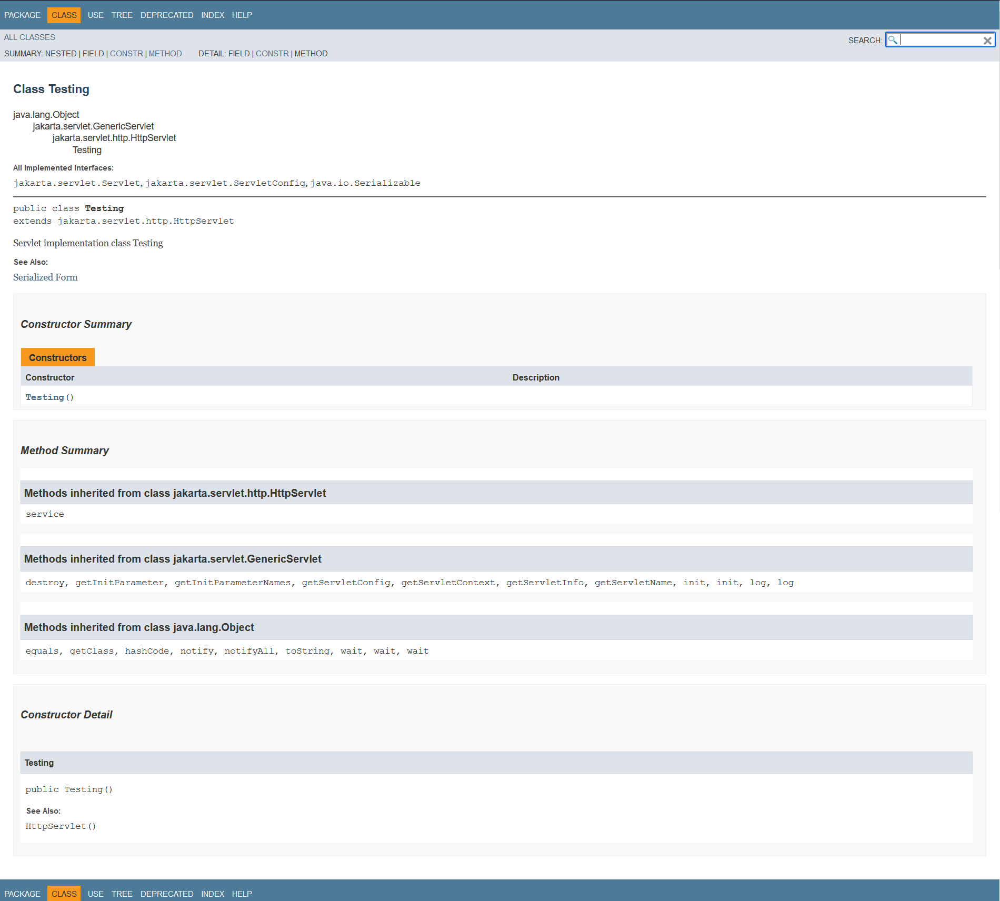 PACKAGE CLASS USE TREE DEPRECATED INDEX HELP
ALL CLASSES
SEARCH:
SUMMARY: NESTED | FIELD | CONSTR | METHOD DETAIL: FIELD | CONSTR | METHOD
Class Testing
java.lang.Object
jakarta.servlet.GenericServlet
jakarta.servlet.http.HttpServlet
Testing
All Implemented Interfaces:
jakarta.servlet.Servlet, jakarta.servlet.ServletConfig, java.io.Serializable
public class Testing
extends jakarta.servlet.http.HttpServlet
Servlet implementation class Testing
See Also:
Serialized Form
Constructor Summary
Constructors
Constructor Description
Testing()
Method Summary
Methods inherited from class jakarta.servlet.http.HttpServlet
service
Methods inherited from class jakarta.servlet.GenericServlet
destroy, getInitParameter, getInitParameterNames, getServletConfig, getServletContext, getServletInfo, getServletName, init, init, log, log
Methods inherited from class java.lang.Object
equals, getClass, hashCode, notify, notifyAll, toString, wait, wait, wait
Constructor Detail
Testing
public Testing()
See Also:
HttpServlet()
PACKAGE CLASS USE TREE DEPRECATED INDEX HELP